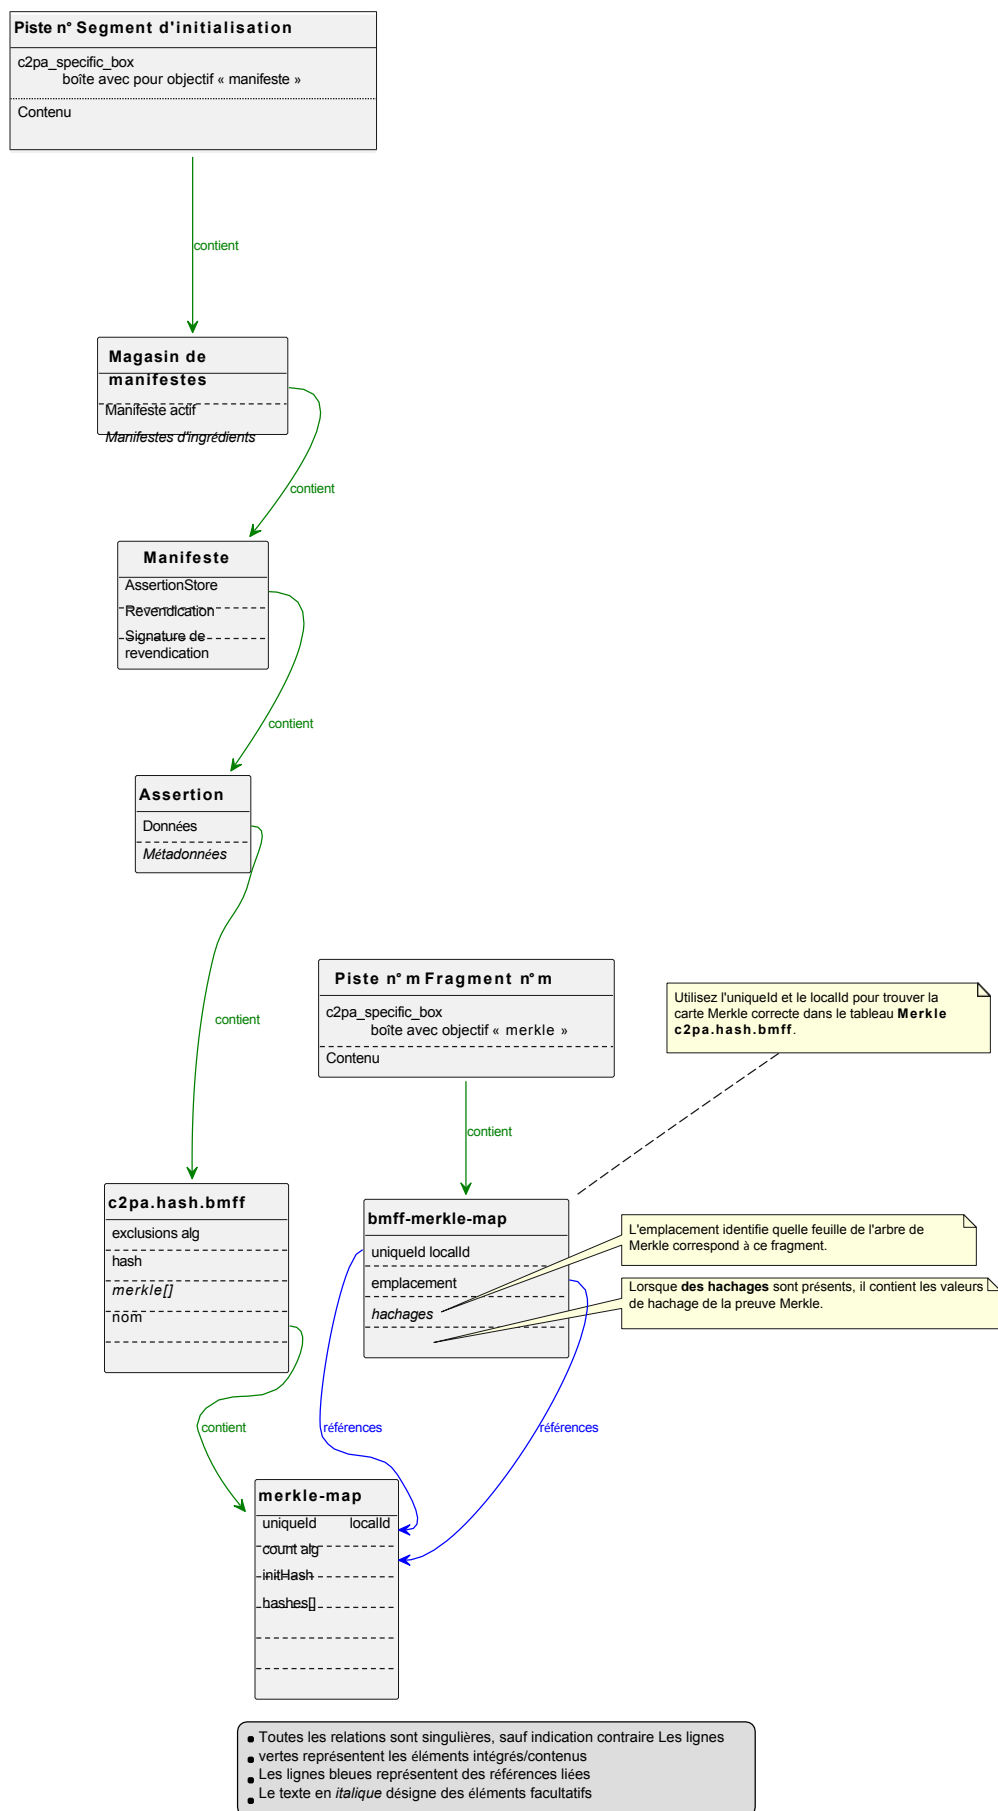 Piste n° Segment d'initialisation
c2pa_specific_box
boîte avec pour objectif « manifeste »
Contenu
contient
Magasin de
manifestes
Manifeste actif
Manifestes d'ingrédients
contient
Manifeste
AssertionStore
Revendication
Signature de
revendication
contient
Assertion
Données
Métadonnées
contient
Piste n° m Fragment n° m
c2pa_specific_box
boîte avec objectif « merkle »
Contenu
contient
Utilisez l'uniqueId et le localId pour trouver la
carte Merkle correcte dans le tableau Merkle
c2pa.hash.bmff.
c2pa.hash.bmff
exclusions alg
hash
merkle[]
nom
bmff-merkle-map
uniqueId localId
emplacement
hachages
L'emplacement identifie quelle feuille de l'arbre de
Merkle correspond à ce fragment.
Lorsque des hachages sont présents, il contient les valeurs
de hachage de la preuve Merkle.
contient
références
références
merkle-map
uniqueId localId
count alg
initHash
hashes[]
Toutes les relations sont singulières, sauf indication contraire Les lignes
vertes représentent les éléments intégrés/contenus
Les lignes bleues représentent des références liées
Le texte en italique désigne des éléments facultatifs